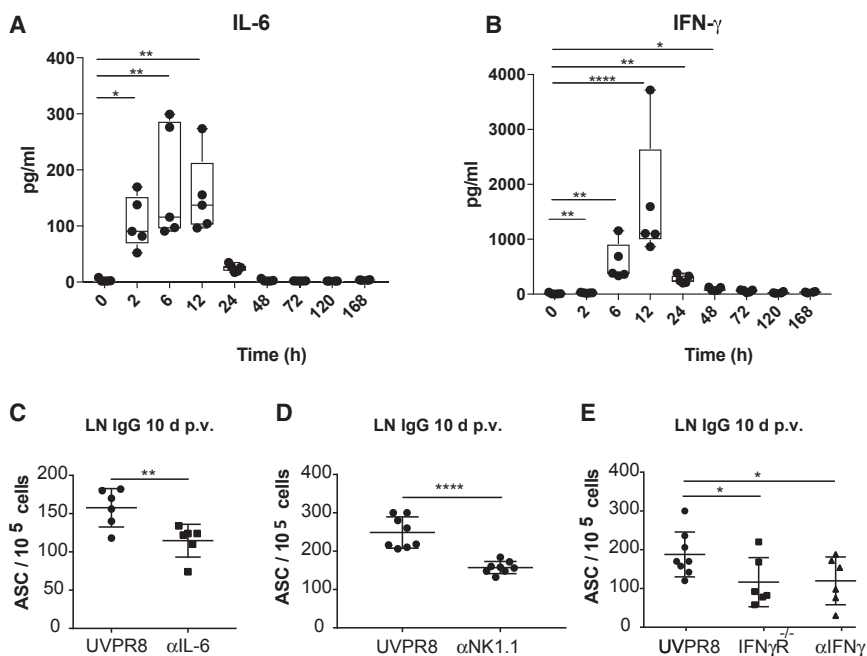 A
IL-6
**
**
*
400
300
200
100
0
pg/ml
0 2 6 12 24 48 72 120 168
Time (h)
B
IFN-γ
*
**
****
**
**
4000
3000
2000
1000
0
pg/ml
0 2 6 12 24 48 72 120 168
Time (h)
C
LN IgG 10 d p.v.
**
200
150
100
50
0
ASC / 10 5 cells
UVPR8 αIL-6
D
LN IgG 10 d p.v.
****
400
300
200
100
0
ASC / 10 5 cells
UVPR8 αNK1.1
E
LN IgG 10 d p.v.
*
*
400
300
200
100
0
ASC / 10 5 cells
UVPR8 IFNγR-/- αIFNγ